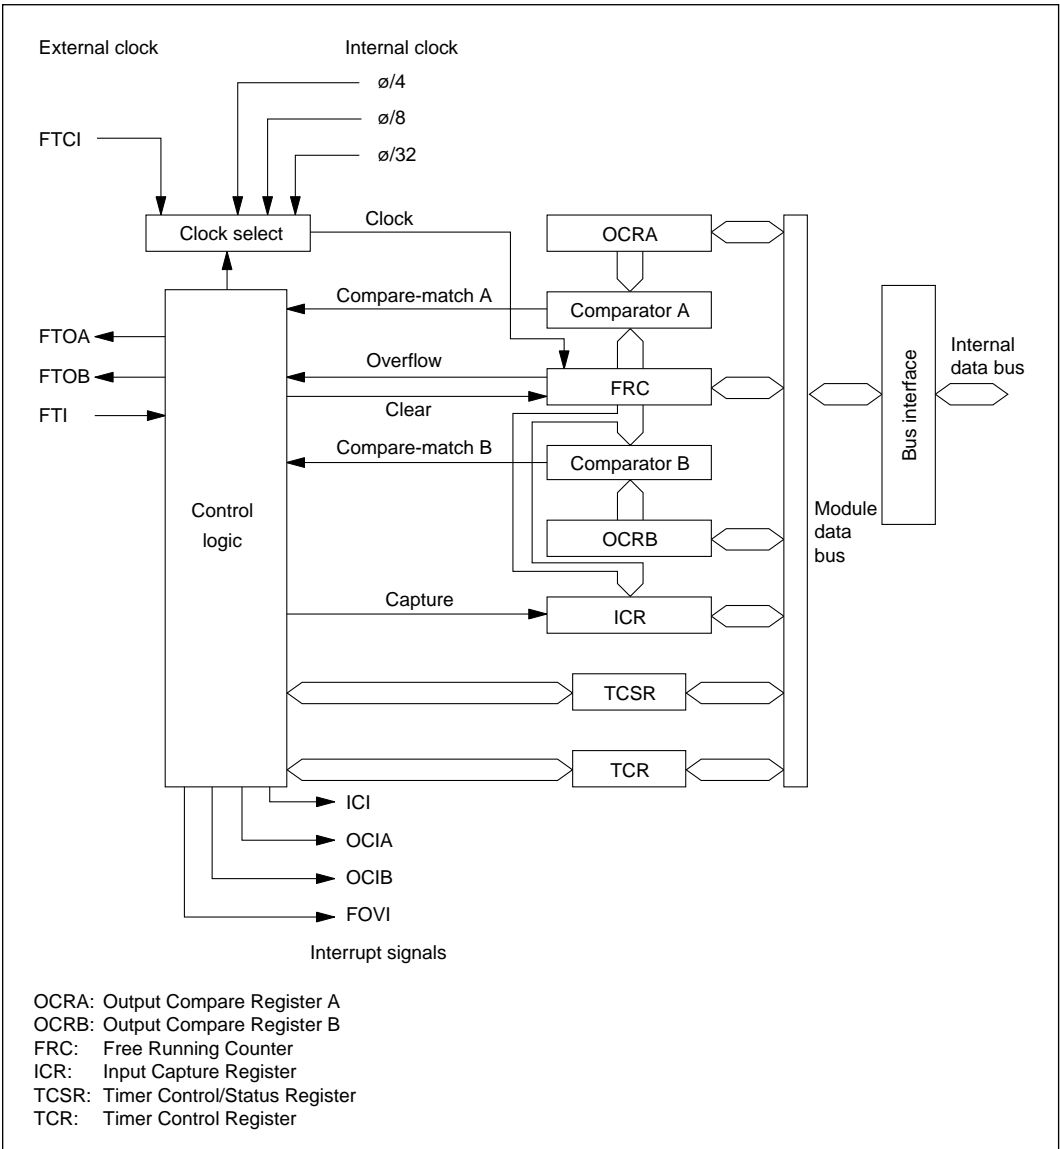 External clock
Internal clock
ø/4
ø/8
FTCI
ø/32
Clock
OCRA
Clock select
Compare-match A
Comparator A
FTOA
Internal
data bus
Overflow
FTOB
FRC
Bus interface
Clear
FTI
Compare-match B
Comparator B
Control
logic
OCRB
Module
data
bus
Capture
ICR
TCSR
TCR
ICI
OCIA
OCIB
FOVI
Interrupt signals
OCRA: Output Compare Register A
OCRB: Output Compare Register B
FRC: Free Running Counter
ICR: Input Capture Register
TCSR: Timer Control/Status Register
TCR: Timer Control Register